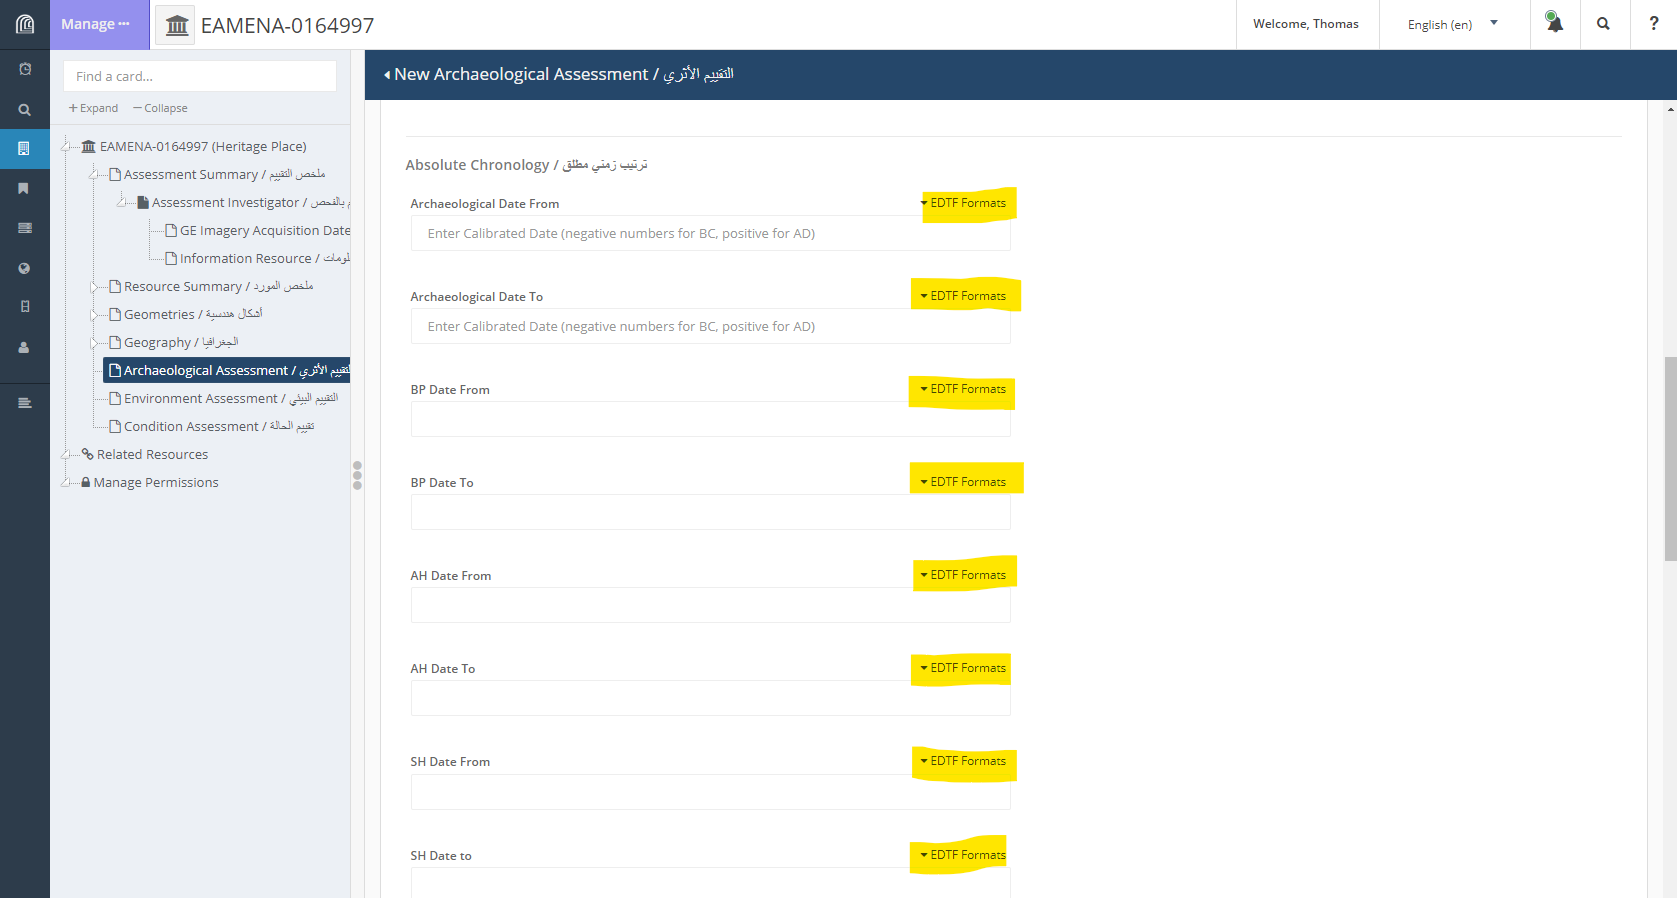 Manage ···
EAMENA-0164997
Welcome, Thomas
English (en)
?
Find a card...
+ Expand
− Collapse
EAMENA-0164997 (Heritage Place)
Assessment Summary / ملخص التقييم
Assessment Investigator / بالفحص
GE Imagery Acquisition Date
Information Resource /
Resource Summary / ملخص المورد
Geometries / أشكال هندسية
Geography / الجغرافيا
Archaeological Assessment / التقييم الأثري
Environment Assessment / التقييم البيئي
Condition Assessment / تقييم الحالة
Related Resources
Manage Permissions
New Archaeological Assessment / التقييم الأثري
Absolute Chronology / ترتيب زمني مطلق
Archaeological Date From
EDTF Formats
Enter Calibrated Date (negative numbers for BC, positive for AD)
Archaeological Date To
EDTF Formats
Enter Calibrated Date (negative numbers for BC, positive for AD)
BP Date From
EDTF Formats
BP Date To
EDTF Formats
AH Date From
EDTF Formats
AH Date To
EDTF Formats
SH Date From
EDTF Formats
SH Date to
EDTF Formats